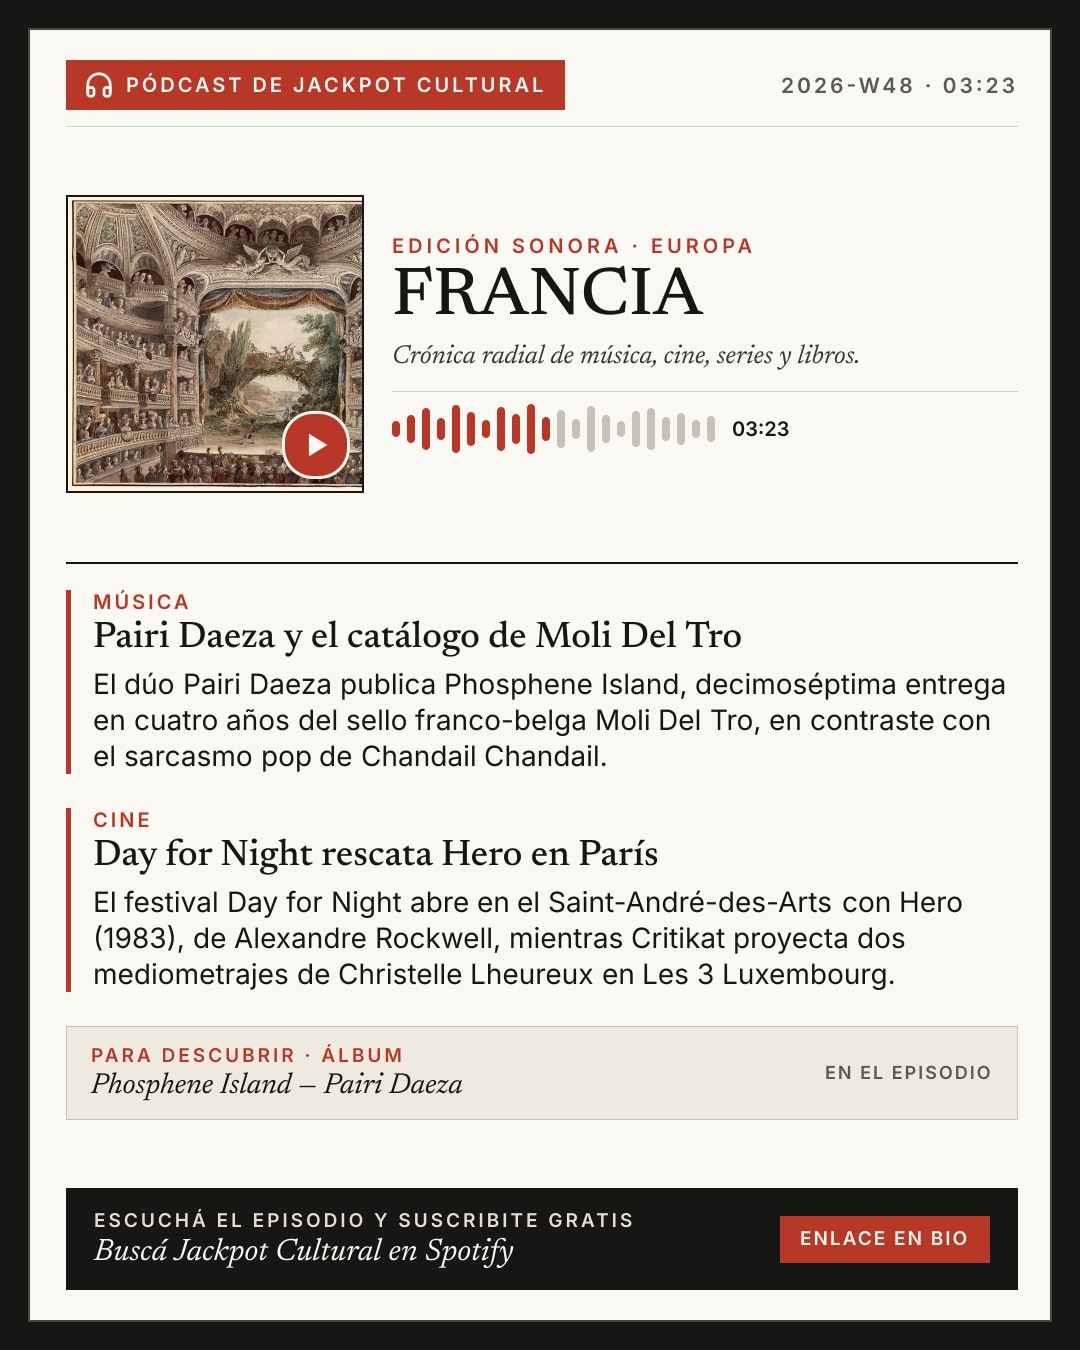 PÓDCAST DE JACKPOT CULTURAL
2026-W48 · 03:23
EDICIÓN SONORA · EUROPA
FRANCIA
Crónica radial de música, cine, series y libros.
03:23
MÚSICA
Pairi Daeza y el catálogo de Moli Del Tro
El dúo Pairi Daeza publica Phosphene Island, decimoséptima entrega
en cuatro años del sello franco-belga Moli Del Tro, en contraste con
el sarcasmo pop de Chandail Chandail.
CINE
Day for Night rescata Hero en París
El festival Day for Night abre en el Saint-André-des-Arts con Hero
(1983), de Alexandre Rockwell, mientras Critikat proyecta dos
mediometrajes de Christelle Lheureux en Les 3 Luxembourg.
PARA DESCUBRIR · ÁLBUM
Phosphene Island – Pairi Daeza
EN EL EPISODIO
ESCUCHÁ EL EPISODIO Y SUSCRIBITE GRATIS
Buscá Jackpot Cultural en Spotify
ENLACE EN BIO